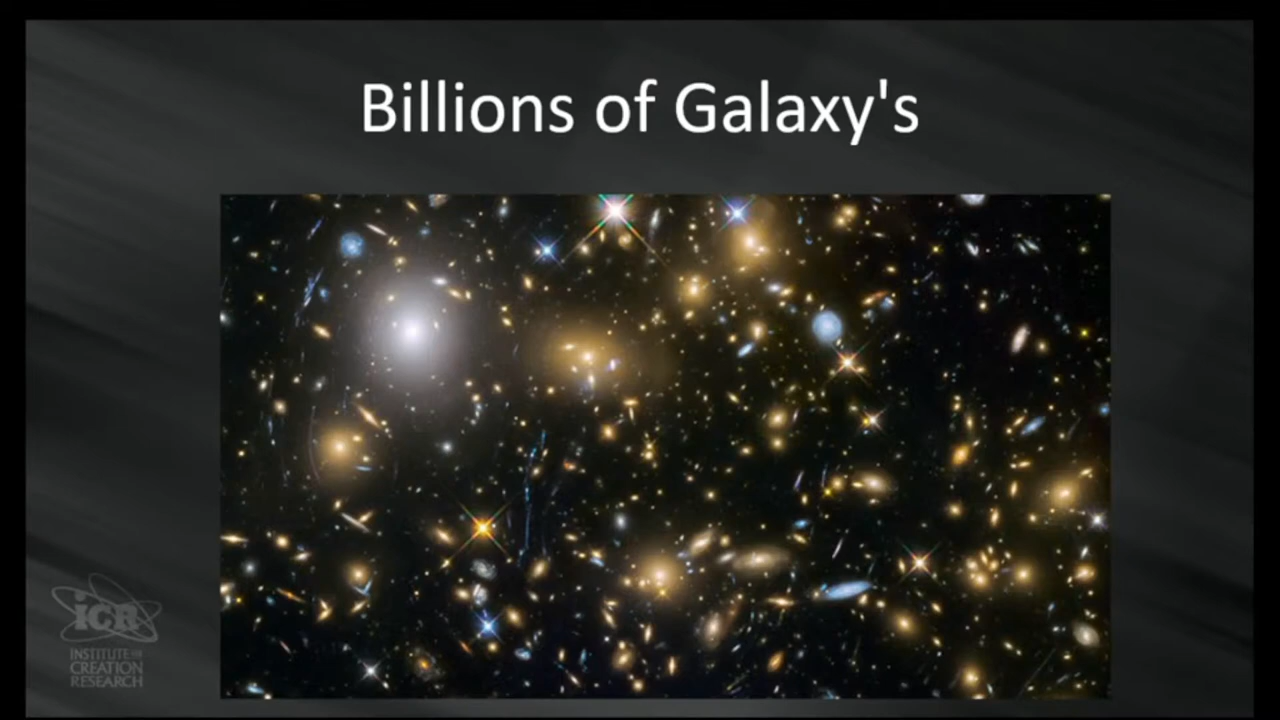 Billions of Galaxy's
iCR
INSTITUTE FOR
CREATION
RESEARCH